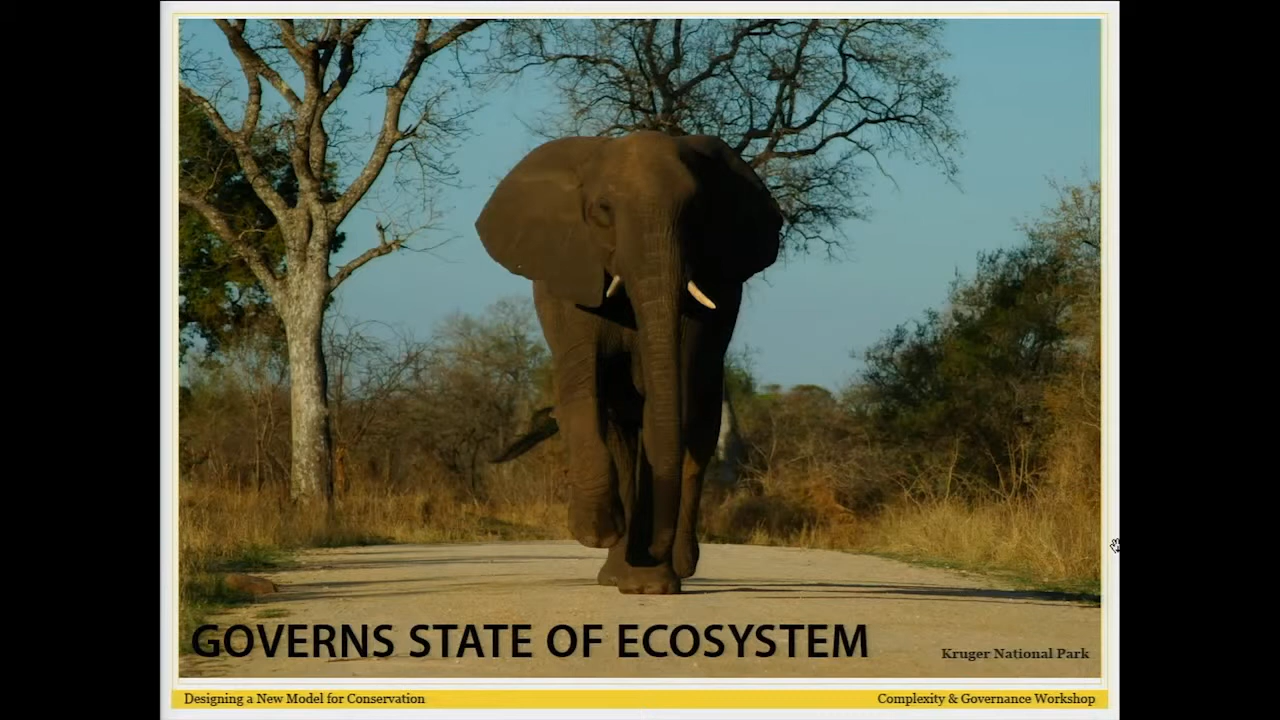 GOVERNS STATE OF ECOSYSTEM
Kruger National Park
Designing a New Model for Conservation
Complexity & Governance Workshop